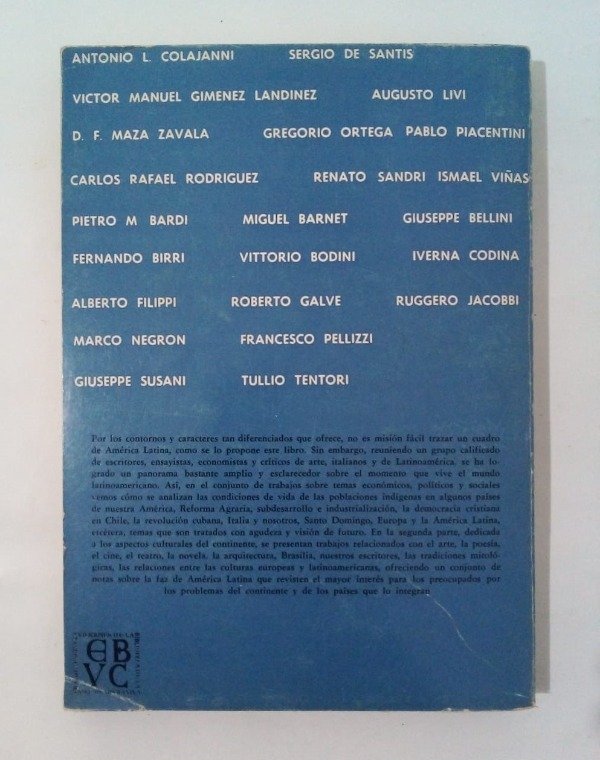 ANTONIO L. COLAJANNI SERGIO DE SANTIS
VICTOR MANUEL GIMENEZ LANDINEZ AUGUSTO LIVI
D. F. MAZA ZAVALA GREGORIO ORTEGA PABLO PIACENTINI
CARLOS RAFAEL RODRIGUEZ RENATO SANDRI ISMAEL VIÑAS
PIETRO M BARDI MIGUEL BARNET GIUSEPPE BELLINI
FERNANDO BIRRI VITTORIO BODINI IVERNA CODINA
ALBERTO FILIPPI ROBERTO GALVE RUGGERO JACOBBI
MARCO NEGRON FRANCESCO PELLIZZI
GIUSEPPE SUSANI TULLIO TENTORI
Por los contornos y caracteres tan diferenciados que ofrece, no es misión fácil trazar un cuadro
de América Latina, como se lo propone este libro. Sin embargo, reuniendo un grupo calificado
de escritores, ensayistas, economistas y críticos de arte, italianos y de Latinoamérica, se ha lo-
grado un panorama bastante amplio y esclarecedor sobre el momento que vive el mundo
latinoamericano. Así, en el conjunto de trabajos sobre temas económicos, políticos y sociales
vemos cómo se analizan las condiciones de vida de las poblaciones indígenas en algunos países
de nuestra América, Reforma Agraria, subdesarrollo e industrialización, la democracia cristiana
en Chile, la revolución cubana, Italia y nosotros, Santo Domingo, Europa y la América Latina,
etcétera, temas que son tratados con agudeza y visión de futuro. En la segunda parte, dedicada
a los aspectos culturales del continente, se presentan trabajos relacionados con el arte, la poesía,
el cine, el teatro, la novela, la arquitectura, Brasilia, nuestros escritores, las tradiciones mitoló-
gicas, las relaciones entre las culturas europeas y latinoamericanas, ofreciendo un conjunto de
notas sobre la faz de América Latina que revisten el mayor interés para los preocupados por
los problemas del continente y de los países que lo integran
EB
VC